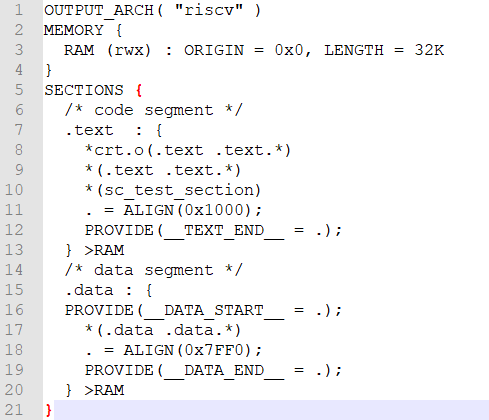 1 OUTPUT_ARCH( "riscv" )
2 MEMORY {
3   RAM (rwx) : ORIGIN = 0x0, LENGTH = 32K
4 }
5 SECTIONS {
6   /* code segment */
7   .text  : {
8     *crt.o(.text .text.*)
9     *(.text .text.*)
10     *(sc_test_section)
11     . = ALIGN(0x1000);
12     PROVIDE(__TEXT_END__ = .);
13   } >RAM
14   /* data segment */
15   .data : {
16   PROVIDE(__DATA_START__ = .);
17     *(.data .data.*)
18     . = ALIGN(0x7FF0);
19     PROVIDE(__DATA_END__ = .);
20   } >RAM
21 }